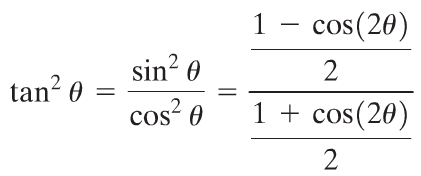 tan² θ = sin² θ / cos² θ = ((1 − cos(2θ)) / 2) / ((1 + cos(2θ)) / 2)